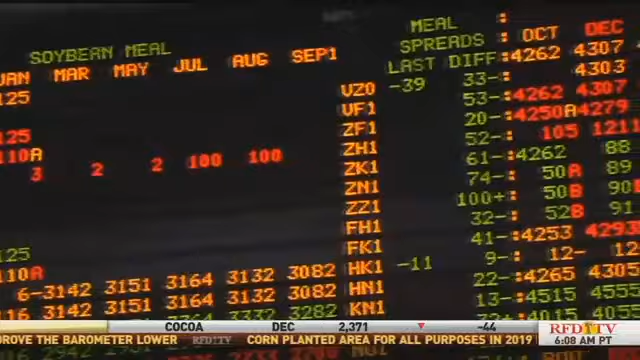 SOYBEAN MEAL
JAN MAR MAY JUL AUG SEP1
125
125
110A
3 2 2 100 100
125
110A
6-3142 3151 3164 3132 3082
3142 3151 3164 3132 3082
MEAL
SPREADS
LAST DIFF
VZ0 -39 33-
VF1 53-
ZF1 20-
ZH1 52-
ZK1 61-
ZN1 74-
ZZ1 100+
FH1 32-
FK1 41-
HK1 -11 9-
HN1 22-
KN1 13-
OCT DEC
:4262 4307
4303
:4262 4307
:4250A4279
105 1211
:4262 88
50A 89
50B 90
52B 91
:4253 4293
12- 12
:4265 4305
:4515 4555
:4015
COCOA DEC 2,371 ▼ -44
ROVE THE BAROMETER LOWER RFD TV CORN PLANTED AREA FOR ALL PURPOSES IN 2019
RFD TV
6:08 AM PT